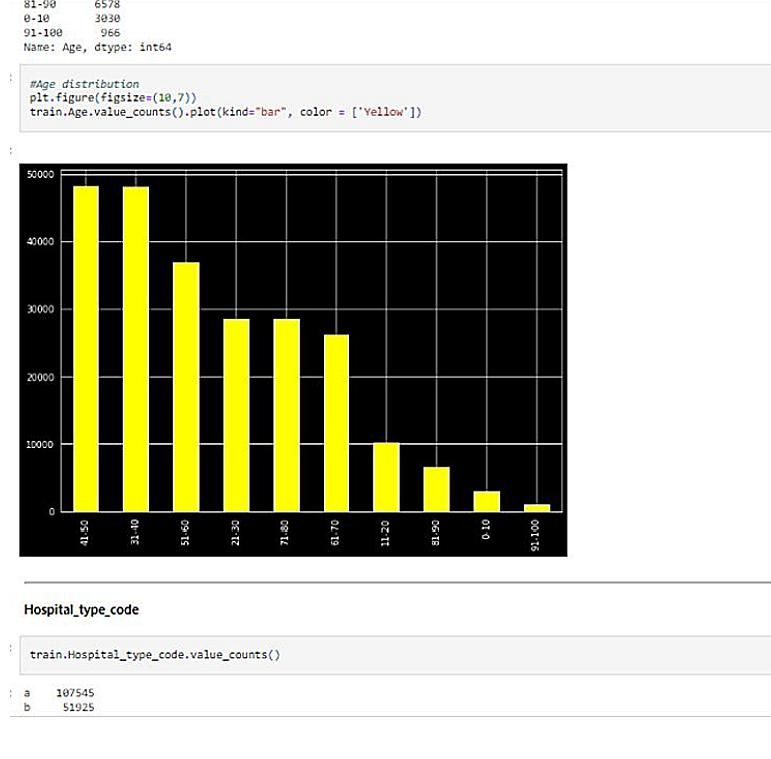 81-90 6578
0-10 3030
91-100 966
Name: Age, dtype: int64
#Age distribution
plt.figure(figsize=(10,7))
train.Age.value_counts().plot(kind="bar", color = ['Yellow'])
50000
40000
30000
20000
10000
0
41-50
31-40
51-60
21-30
71-80
61-70
11-20
81-90
0-10
91-100
Hospital_type_code
train.Hospital_type_code.value_counts()
a 107545
b 51925